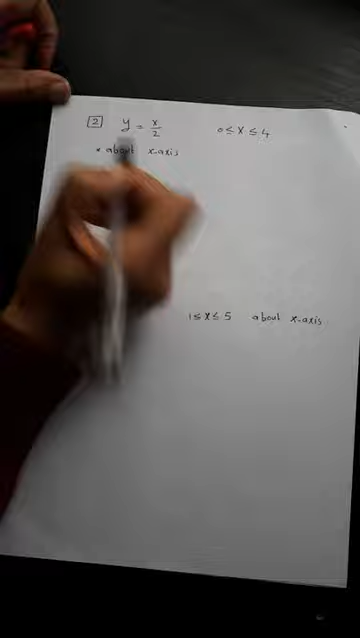 2 y = x/2 0 ≤ x ≤ 4
* about x-axis
1 ≤ x ≤ 5 about x-axis